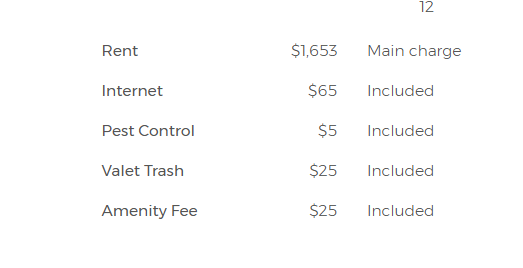 12
Rent $1,653 Main charge
Internet $65 Included
Pest Control $5 Included
Valet Trash $25 Included
Amenity Fee $25 Included